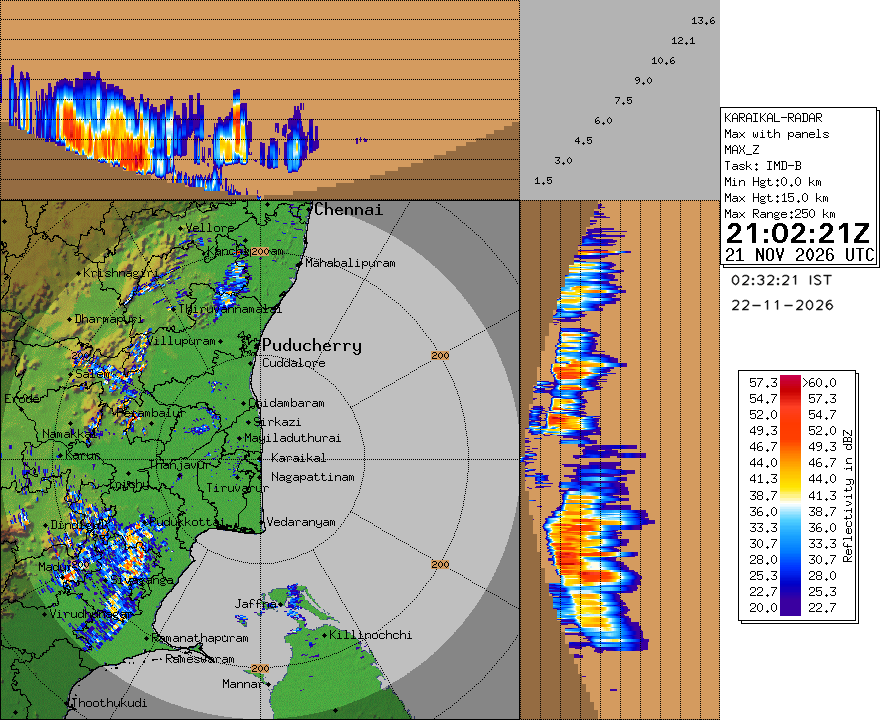 13.6
12.1
10.6
9.0
7.5
6.0
4.5
3.0
1.5
KARAIKAL-RADAR
Max with panels
MAX_Z
Task: IMD-B
Min Hgt:0.0 km
Max Hgt:15.0 km
Max Range:250 km
21:02:21Z
21 NOV 2026 UTC
02:32:21 IST
22-11-2026
57.3 >60.0
54.7 57.3
52.0 54.7
49.3 52.0
46.7 49.3
44.0 46.7
41.3 44.0
38.7 41.3
36.0 38.7
33.3 36.0
30.7 33.3
28.0 30.7
25.3 28.0
22.7 25.3
20.0 22.7
Reflectivity in dBZ
Chennai
Vellore
200
Mahabalipuram
Krishnagiri
Thiruvannamalai
Dharmapuri
Villupuram
Puducherry
200
200
Cuddalore
Salem
Erode
Chidambaram
Perambalur
Sirkazi
Namakkal
Mayiladuthurai
Karur
Karaikal
Thanjavur
Nagapattinam
Tiruvarur
Pudukkottai
Vedaranyam
200
Sivaganga
Jaffna
Virudhunagar
Killinochchi
Ramanathapuram
Rameswaram
200
Mannar
Thoothukudi